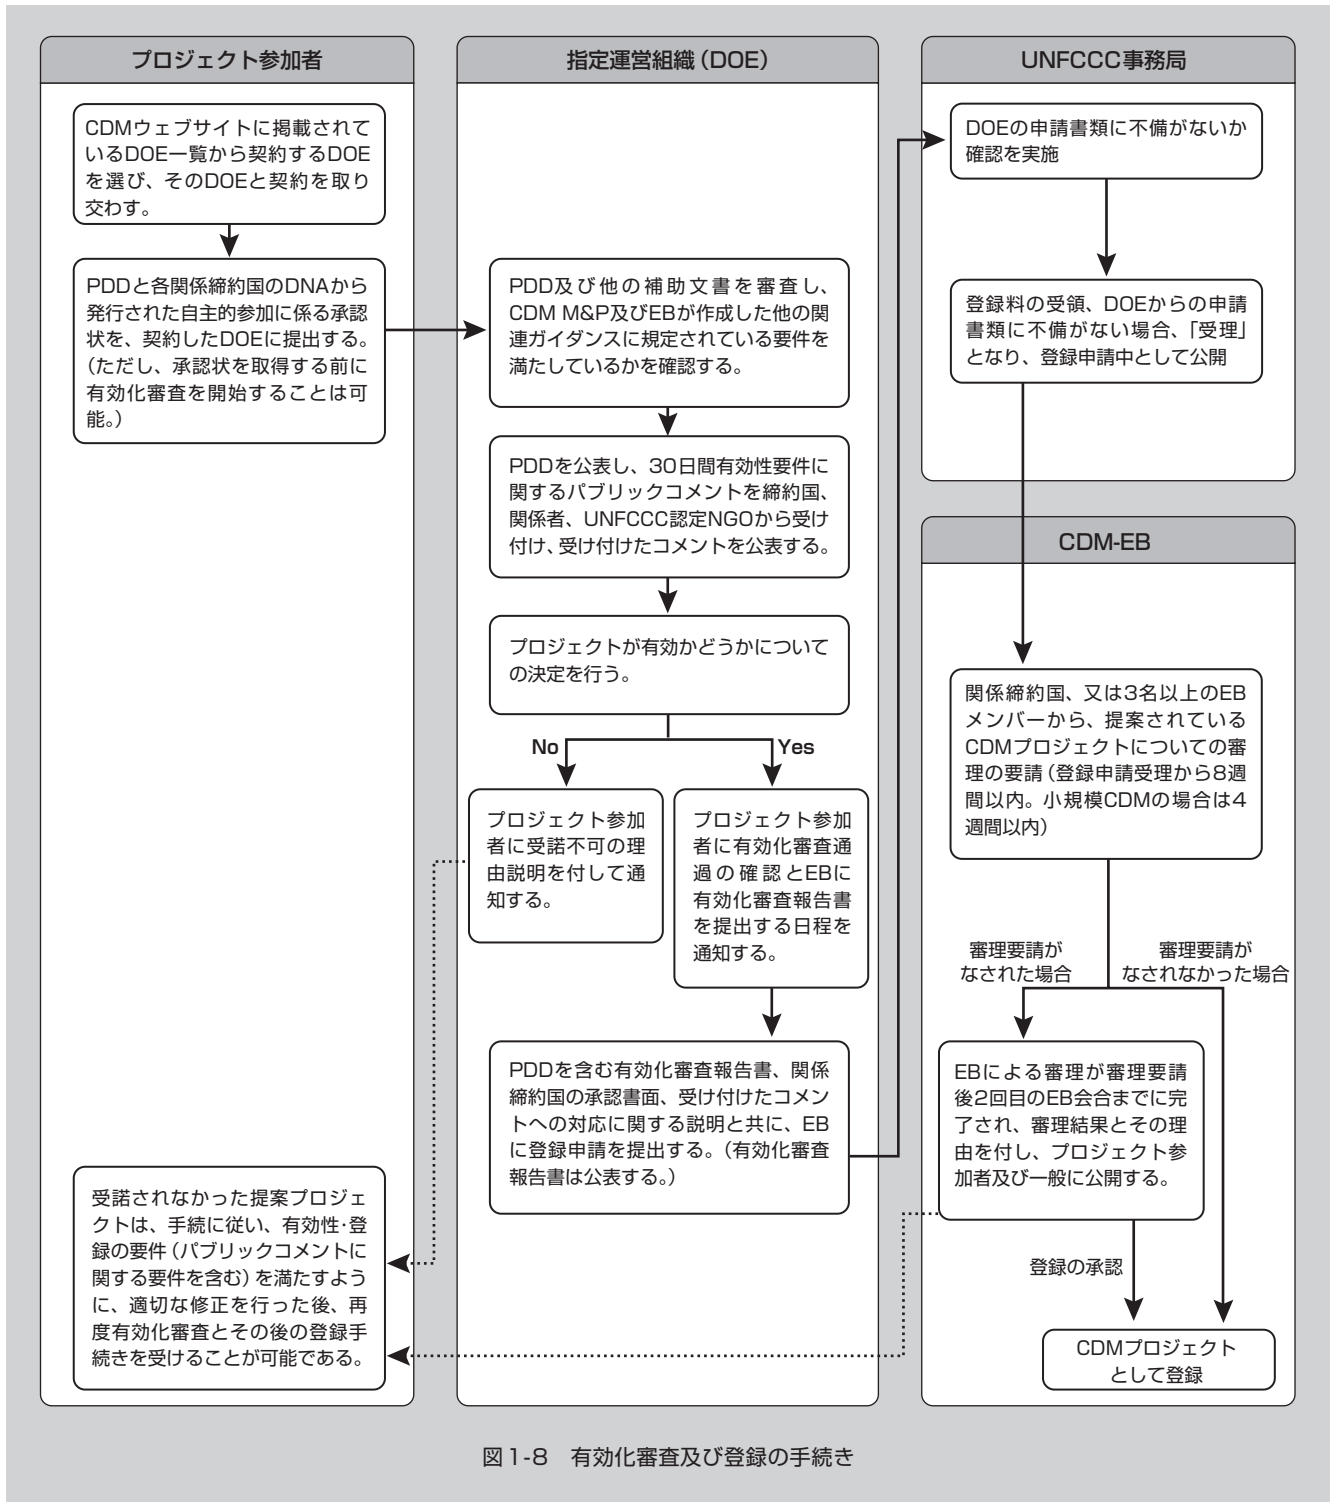 プロジェクト参加者
CDMウェブサイトに掲載されて
いるDOE一覧から契約するDOE
を選び、そのDOEと契約を取り
交わす。
PDDと各関係締約国のDNAから
発行された自主的参加に係る承認
状を、契約したDOEに提出する。
(ただし、承認状を取得する前に
有効化審査を開始することは可
能。)
受諾されなかった提案プロジェ
クトは、手続に従い、有効性・登
録の要件(パブリックコメントに
関する要件を含む)を満たすよう
に、適切な修正を行った後、再
度有効化審査とその後の登録手
続きを受けることが可能である。
指定運営組織(DOE)
PDD及び他の補助文書を審査し、
CDM M&P及びEBが作成した他の関
連ガイダンスに規定されている要件を
満たしているかを確認する。
PDDを公表し、30日間有効性要件に
関するパブリックコメントを締約国、
関係者、UNFCCC認定NGOから受け
付け、受け付けたコメントを公表する。
プロジェクトが有効かどうかについて
の決定を行う。
No
Yes
プロジェクト参加
者に受諾不可の理
由説明を付して通
知する。
プロジェクト参加
者に有効化審査通
過の確認とEBに
有効化審査報告書
を提出する日程を
通知する。
PDDを含む有効化審査報告書、関係
締約国の承認書面、受け付けたコメン
トへの対応に関する説明と共に、EB
に登録申請を提出する。(有効化審査
報告書は公表する。)
UNFCCC事務局
DOEの申請書類に不備がないか
確認を実施
登録料の受領、DOEからの申請
書類に不備がない場合、「受理」
となり、登録申請中として公開
CDM-EB
関係締約国、又は3名以上のEB
メンバーから、提案されている
CDMプロジェクトについての審
理の要請(登録申請受理から8週
間以内。小規模CDMの場合は4
週間以内)
審理要請が
なされた場合
審理要請が
なされなかった場合
EBによる審理が審理要請
後2回目のEB会合までに完
了され、審理結果とその理
由を付し、プロジェクト参
加者及び一般に公開する。
登録の承認
CDMプロジェクト
として登録
図1-8 有効化審査及び登録の手続き